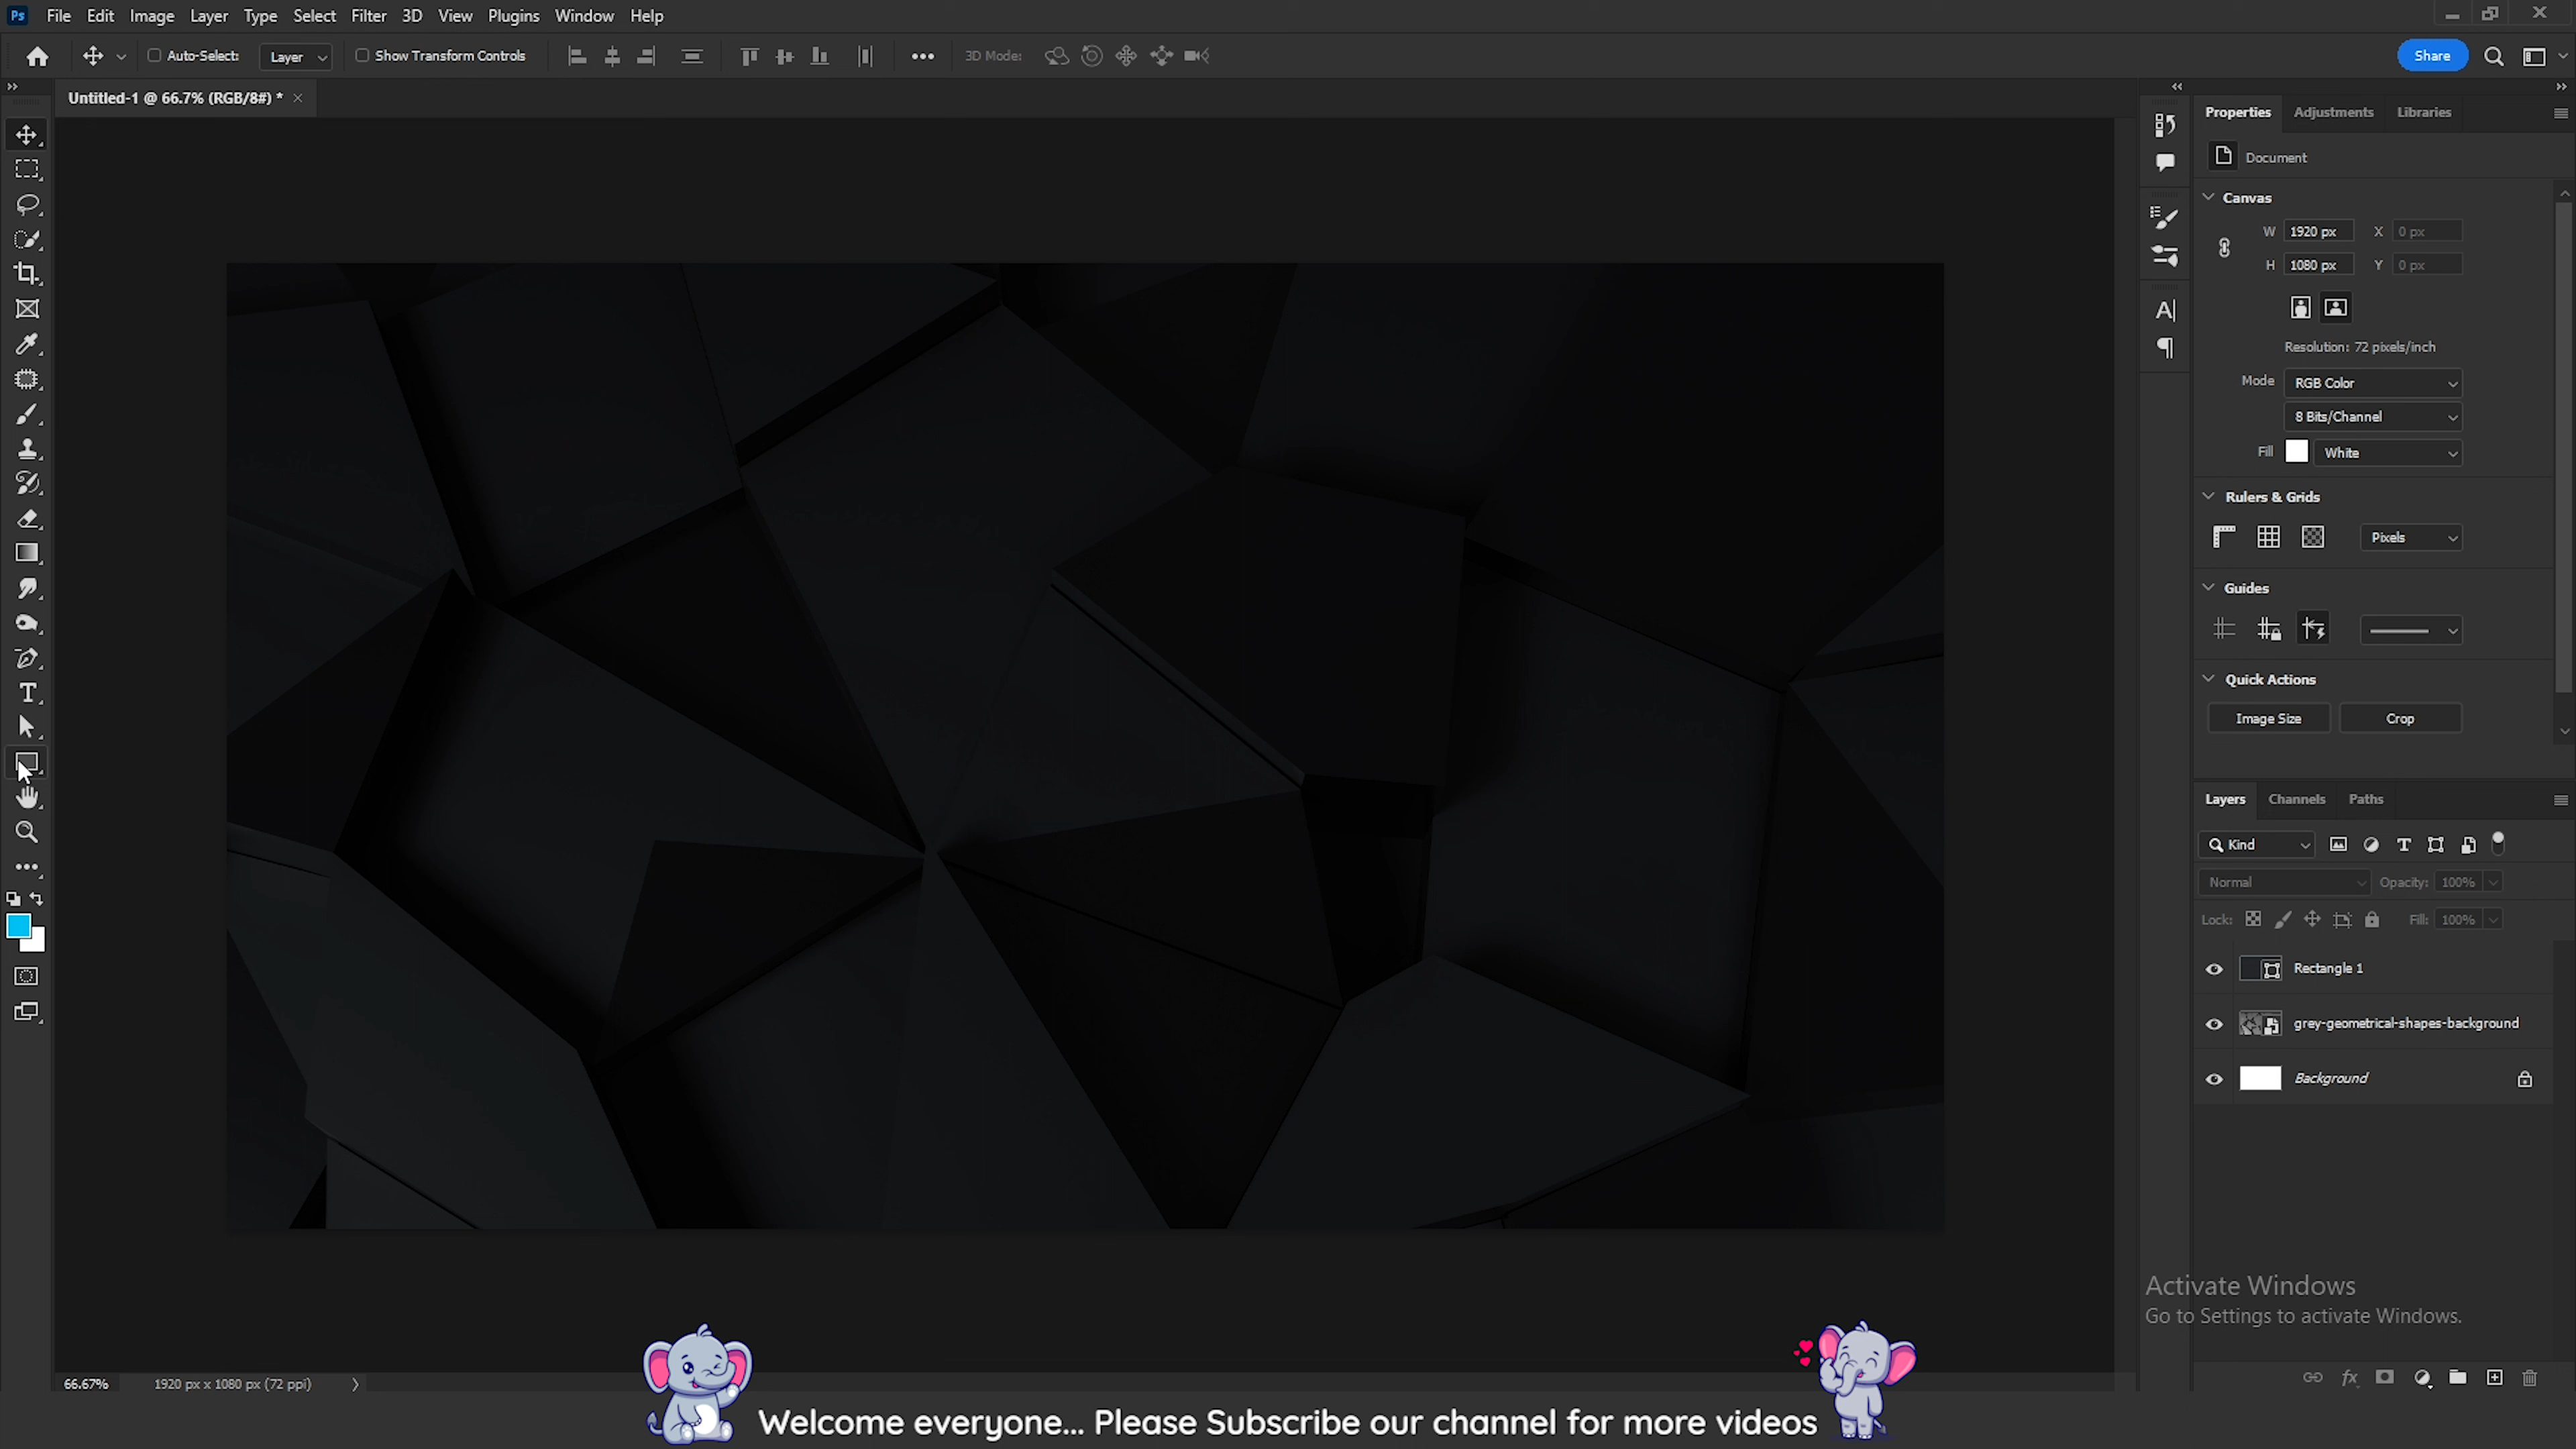 Ps File Edit Image Layer Type Select Filter 3D View Plugins Window Help
Auto-Select: Layer Show Transform Controls 3D Mode: Share
Untitled-1 @ 66.7% (RGB/8#) *
Properties Adjustments Libraries
Document
Canvas
W 1920 px X 0 px
H 1080 px Y 0 px
Resolution: 72 pixels/inch
Mode RGB Color
8 Bits/Channel
Fill White
Rulers & Grids
Pixels
Guides
Quick Actions
Image Size Crop
Layers Channels Paths
Kind
Normal Opacity: 100%
Lock: Fill: 100%
Rectangle 1
grey-geometrical-shapes-background
Background
Activate Windows
Go to Settings to activate Windows.
66.67% 1920 px x 1080 px (72 ppi)
Welcome everyone... Please Subscribe our channel for more videos